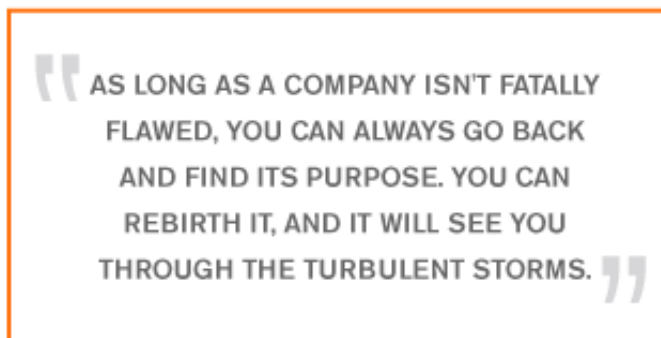 " AS LONG AS A COMPANY ISN'T FATALLY
FLAWED, YOU CAN ALWAYS GO BACK
AND FIND ITS PURPOSE. YOU CAN
REBIRTH IT, AND IT WILL SEE YOU
THROUGH THE TURBULENT STORMS. "